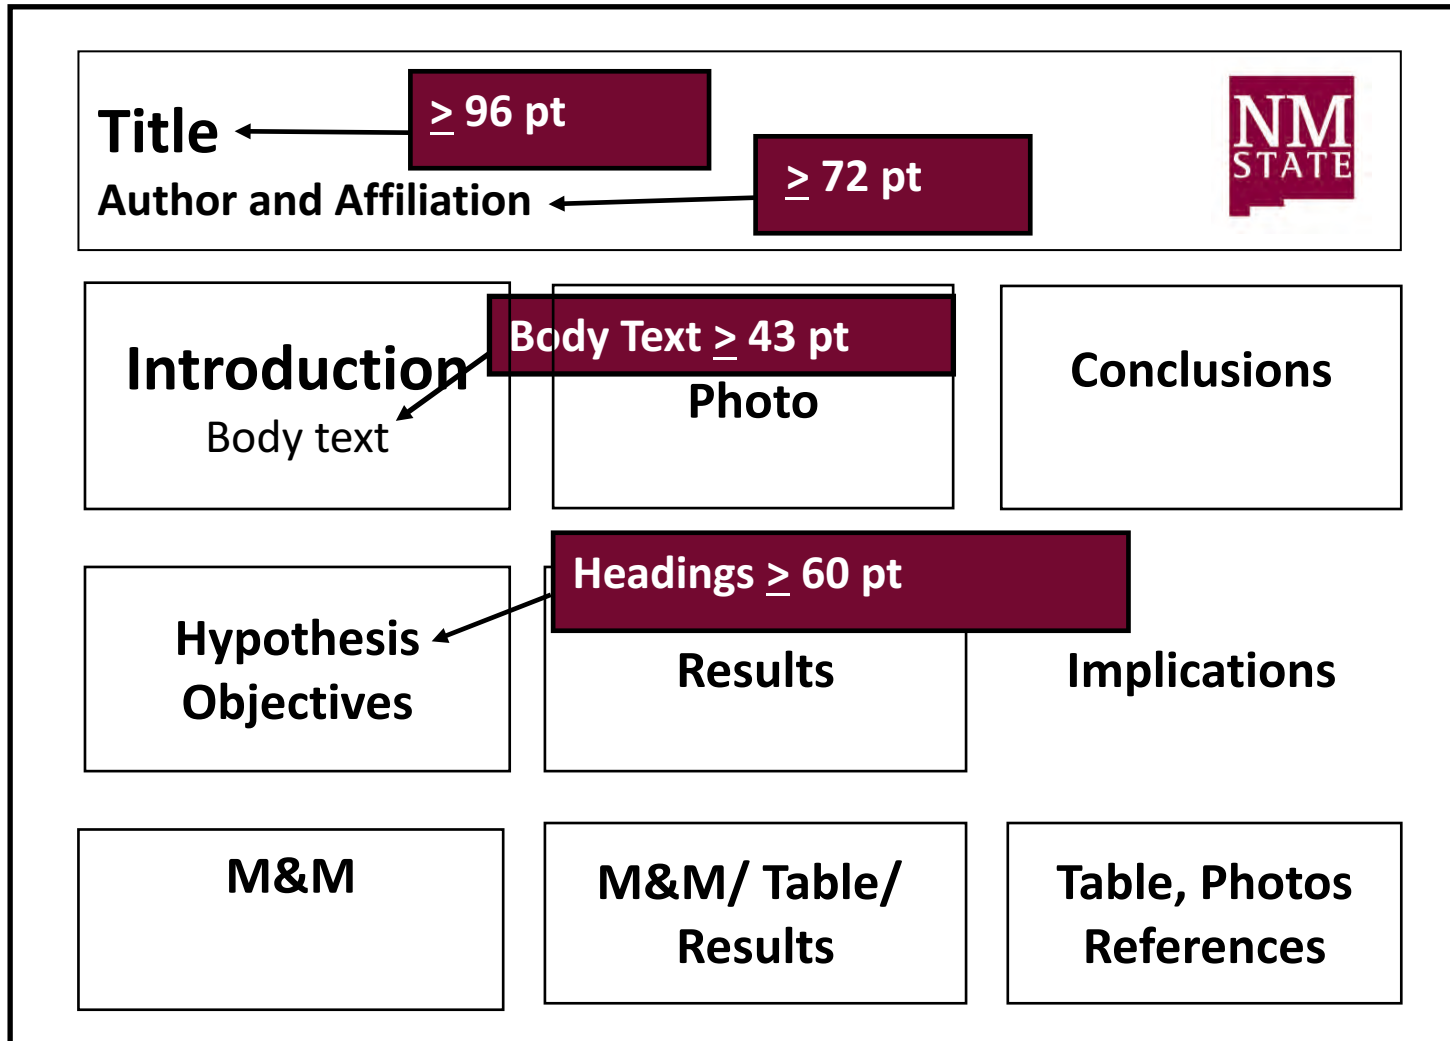 Title
≥ 96 pt
Author and Affiliation
≥ 72 pt
NM
STATE
Introduction
Body text
Body Text ≥ 43 pt
Photo
Conclusions
Hypothesis
Objectives
Headings ≥ 60 pt
Results
Implications
M&M
M&M/ Table/
Results
Table, Photos
References